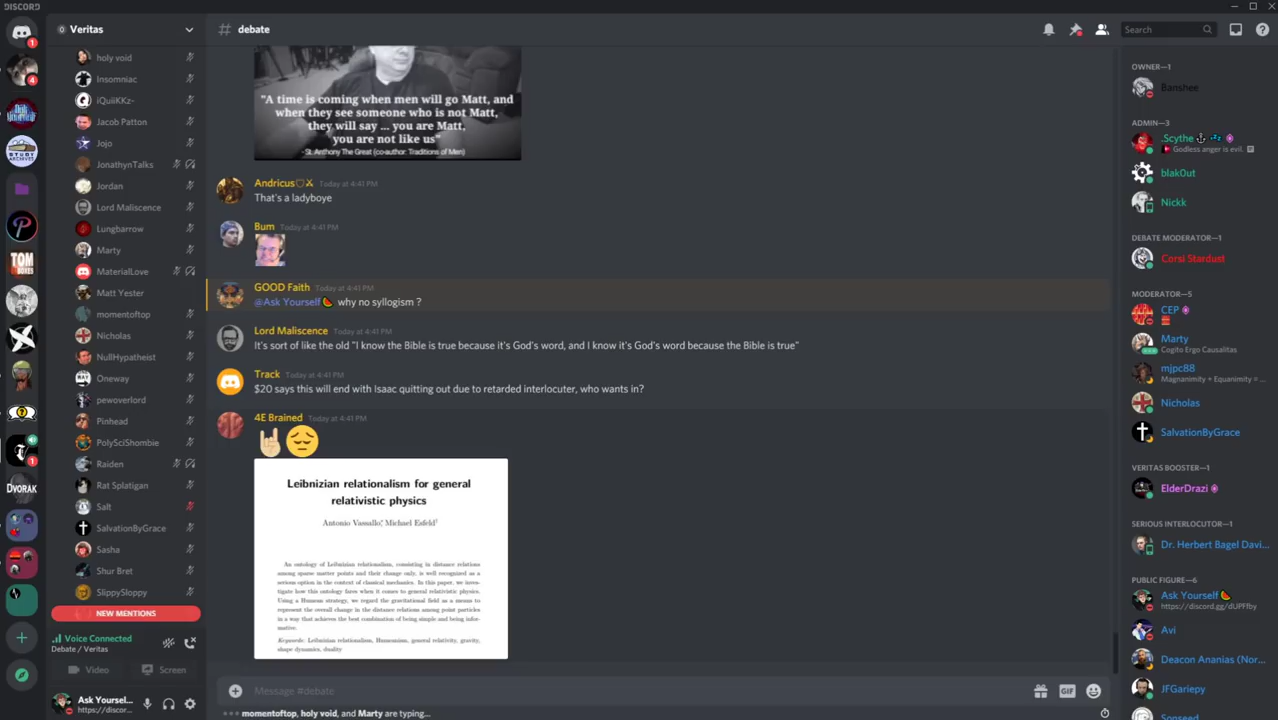 DISCORD
Veritas
debate
Search
holy void
Insomniac
iQuiiKKz-
Jacob Patton
Jojo
JonathynTalks
Jordan
Lord Maliscence
Lungbarrow
Marty
MaterialLove
Matt Yester
momentoftop
Nicholas
NullHypatheist
Oneway
pewoverlord
Pinhead
PolySciShombie
Raiden
Rat Splatigan
Salt
SalvationByGrace
Sasha
Shur Bret
SlippySloppy
NEW MENTIONS
Voice Connected
Debate / Veritas
Video
Screen
Ask Yoursel...
https://discor...
1
4
TOM
BOXES
STUDY
ARCHIVES
1
DVORAK
"A time is coming when men will go Matt, and
when they see someone who is not Matt,
they will say ... you are Matt,
you are not like us"
- St. Anthony The Great (co-author: Traditions of Men)
Andricus Today at 4:41 PM
That's a ladyboye
Bum Today at 4:41 PM
GOOD Faith Today at 4:41 PM
@Ask Yourself🍉 why no syllogism ?
Lord Maliscence Today at 4:41 PM
It's sort of like the old "I know the Bible is true because it's God's word, and I know it's God's word because the Bible is true"
Track Today at 4:41 PM
$20 says this will end with Isaac quitting out due to retarded interlocuter, who wants in?
4E Brained Today at 4:41 PM
Leibnizian relationalism for general
relativistic physics
Antonio Vassallo, Michael Esfeld
An ontology of Leibnizian relationalism, consisting in distance relations
among sparse matter points and their change only, is well recognized as a
serious option in the context of classical mechanics. In this paper, we inves-
tigate how this ontology fares when it comes to general relativistic physics.
Using a Humean strategy, we regard the gravitational field as a means to
represent the overall change in the distance relations among point particles
in a way that achieves the best combination of being simple and being infor-
mative.
Keywords: Leibnizian relationalism, Humeanism, general relativity, gravity,
shape dynamics, duality
Message #debate
GIF
momentoftop, holy void, and Marty are typing...
OWNER—1
Banshee
ADMIN—3
.Scythe
Godless anger is evil.
blak0ut
Nickk
DEBATE MODERATOR—1
Corsi Stardust
MODERATOR—5
CEP
Marty
Cogito Ergo Causalitas
mjpc88
Magnanimity + Equanimity = ...
Nicholas
SalvationByGrace
VERITAS BOOSTER—1
ElderDrazi
SERIOUS INTERLOCUTOR—1
Dr. Herbert Bagel Davi...
PUBLIC FIGURE—6
Ask Yourself🍉
https://discord.gg/dUPFfby
Avi
Deacon Ananias (Nor...
JFGariepy
Sonseed